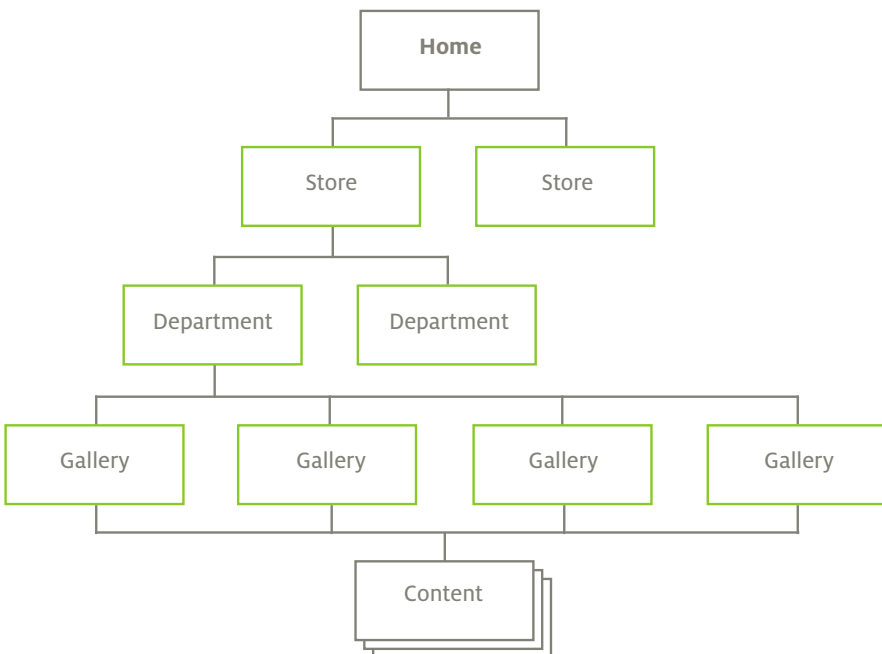 Home
Store
Store
Department
Department
Gallery
Gallery
Gallery
Gallery
Content